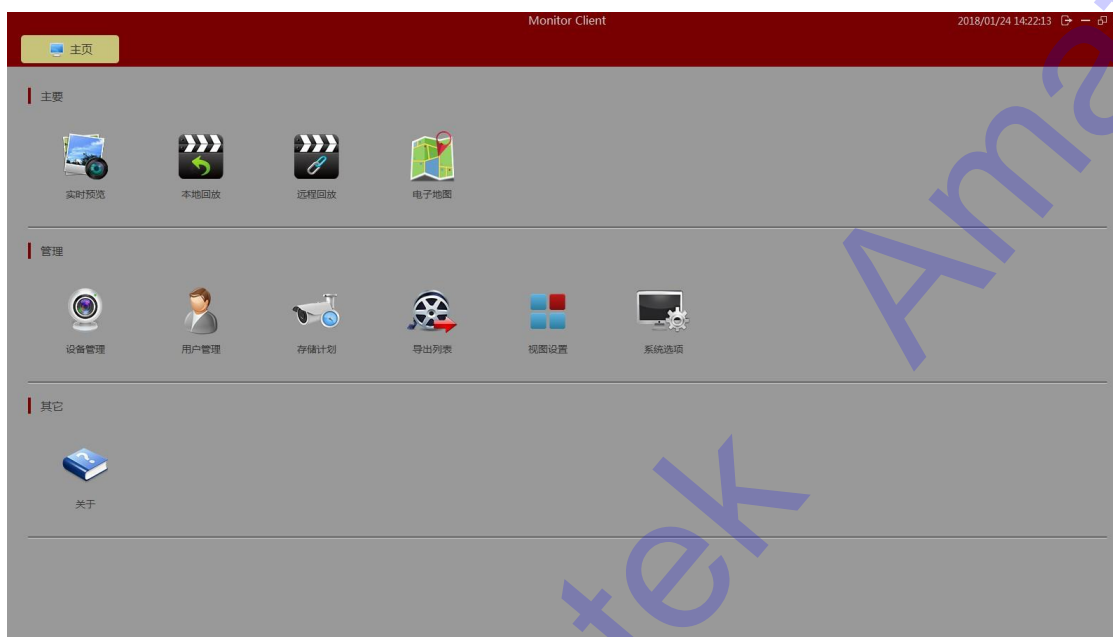 Monitor Client
2018/01/24 14:22:13
主页
主要
实时预览 本地回放 远程回放 电子地图
管理
设备管理 用户管理 存储计划 导出列表 视图设置 系统选项
其它
关于
Ama
tek